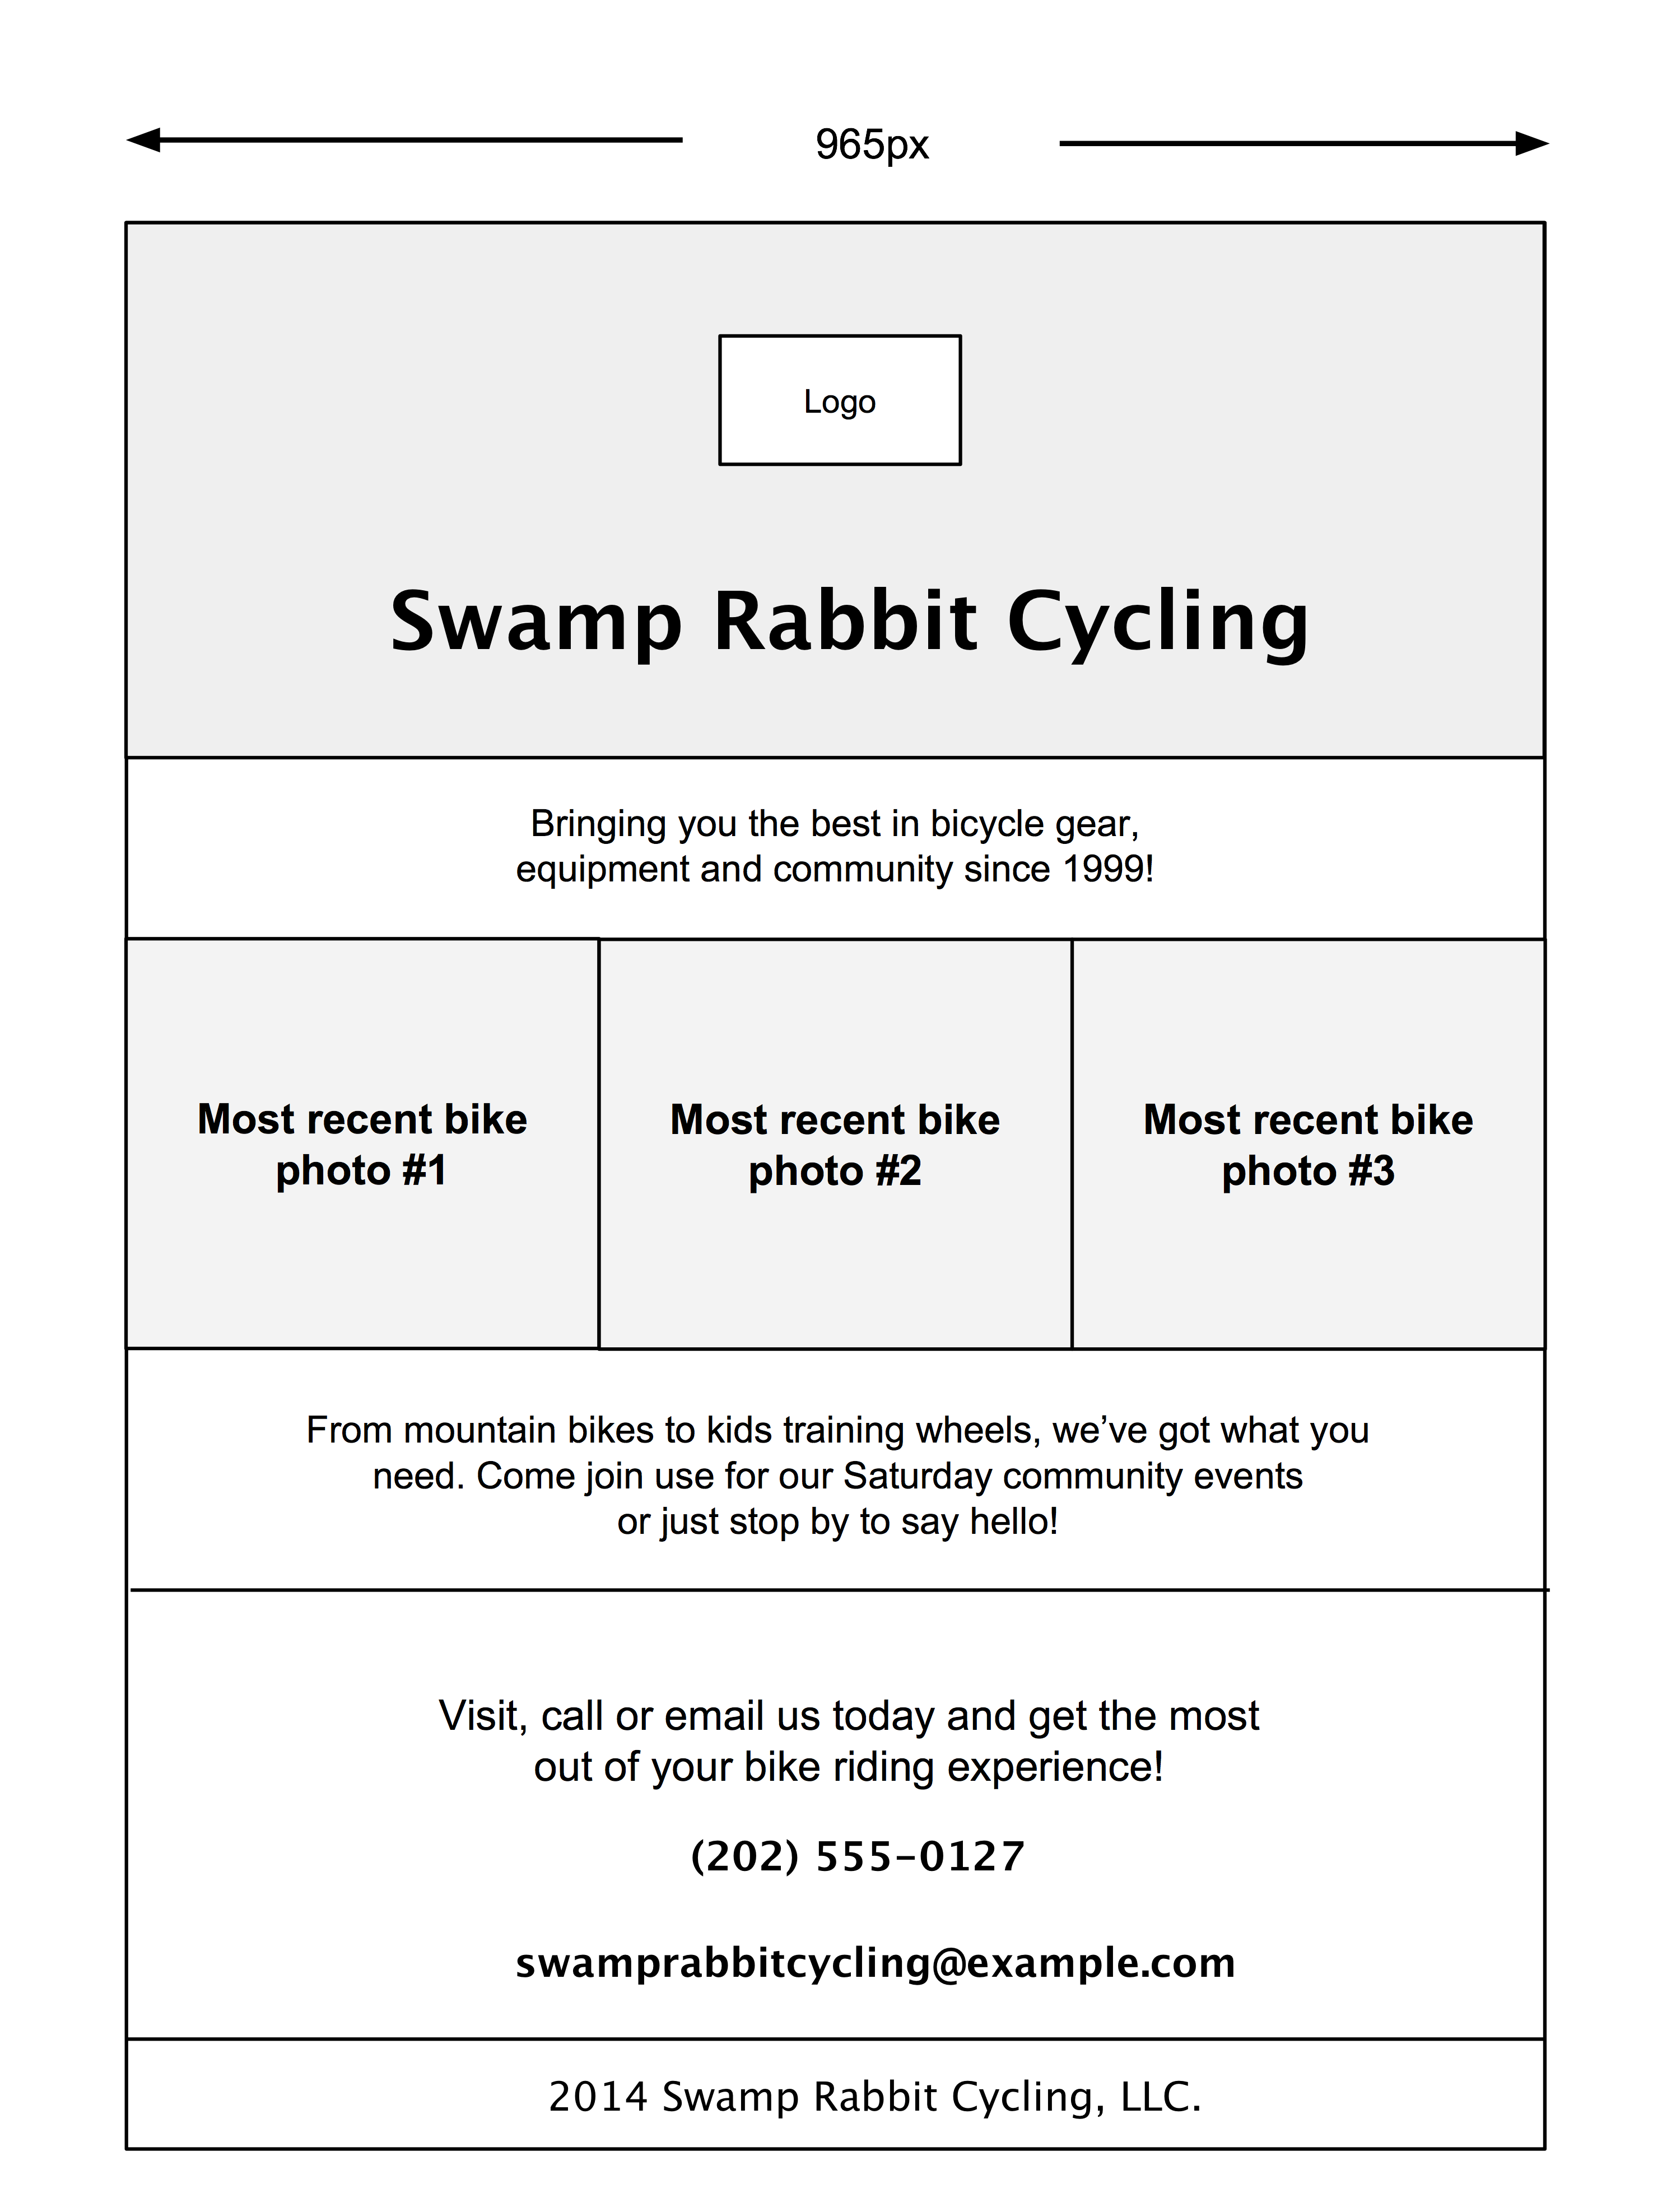 965px
Logo
Swamp Rabbit Cycling
Bringing you the best in bicycle gear,
equipment and community since 1999!
Most recent bike
photo #1
Most recent bike
photo #2
Most recent bike
photo #3
From mountain bikes to kids training wheels, we’ve got what you
need. Come join use for our Saturday community events
or just stop by to say hello!
Visit, call or email us today and get the most
out of your bike riding experience!
(202) 555-0127
swamprabbitcycling@example.com
2014 Swamp Rabbit Cycling, LLC.